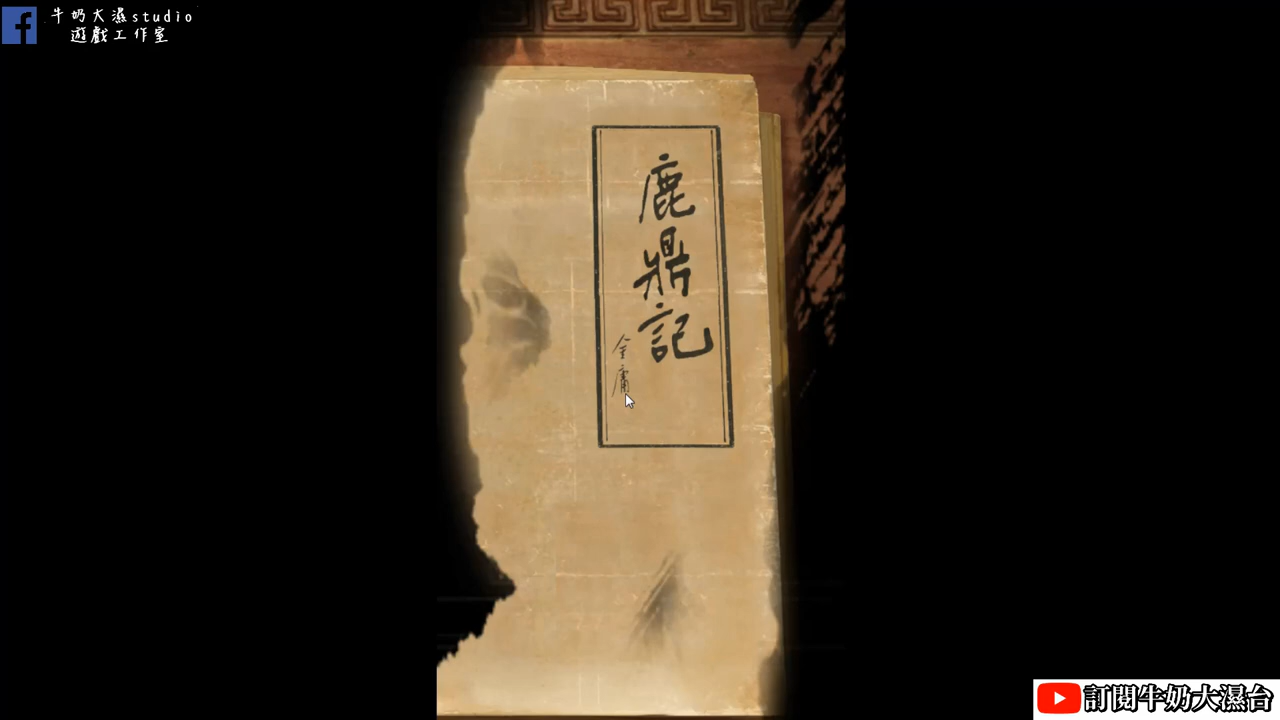 牛奶大濕studio
遊戲工作室
鹿鼎記
金庸
訂閱牛奶大濕台